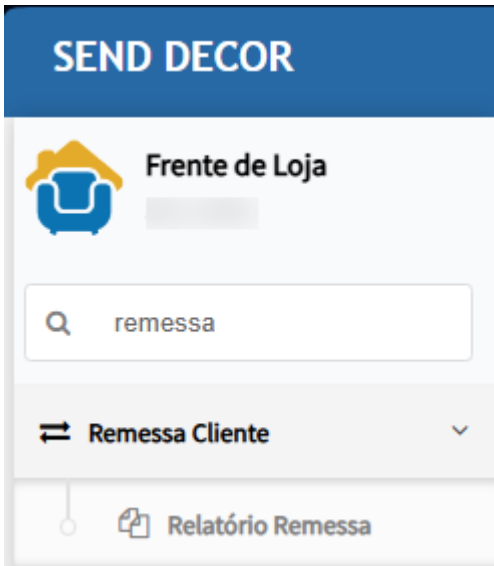 SEND DECOR
Frente de Loja
remessa
Remessa Cliente
Relatório Remessa